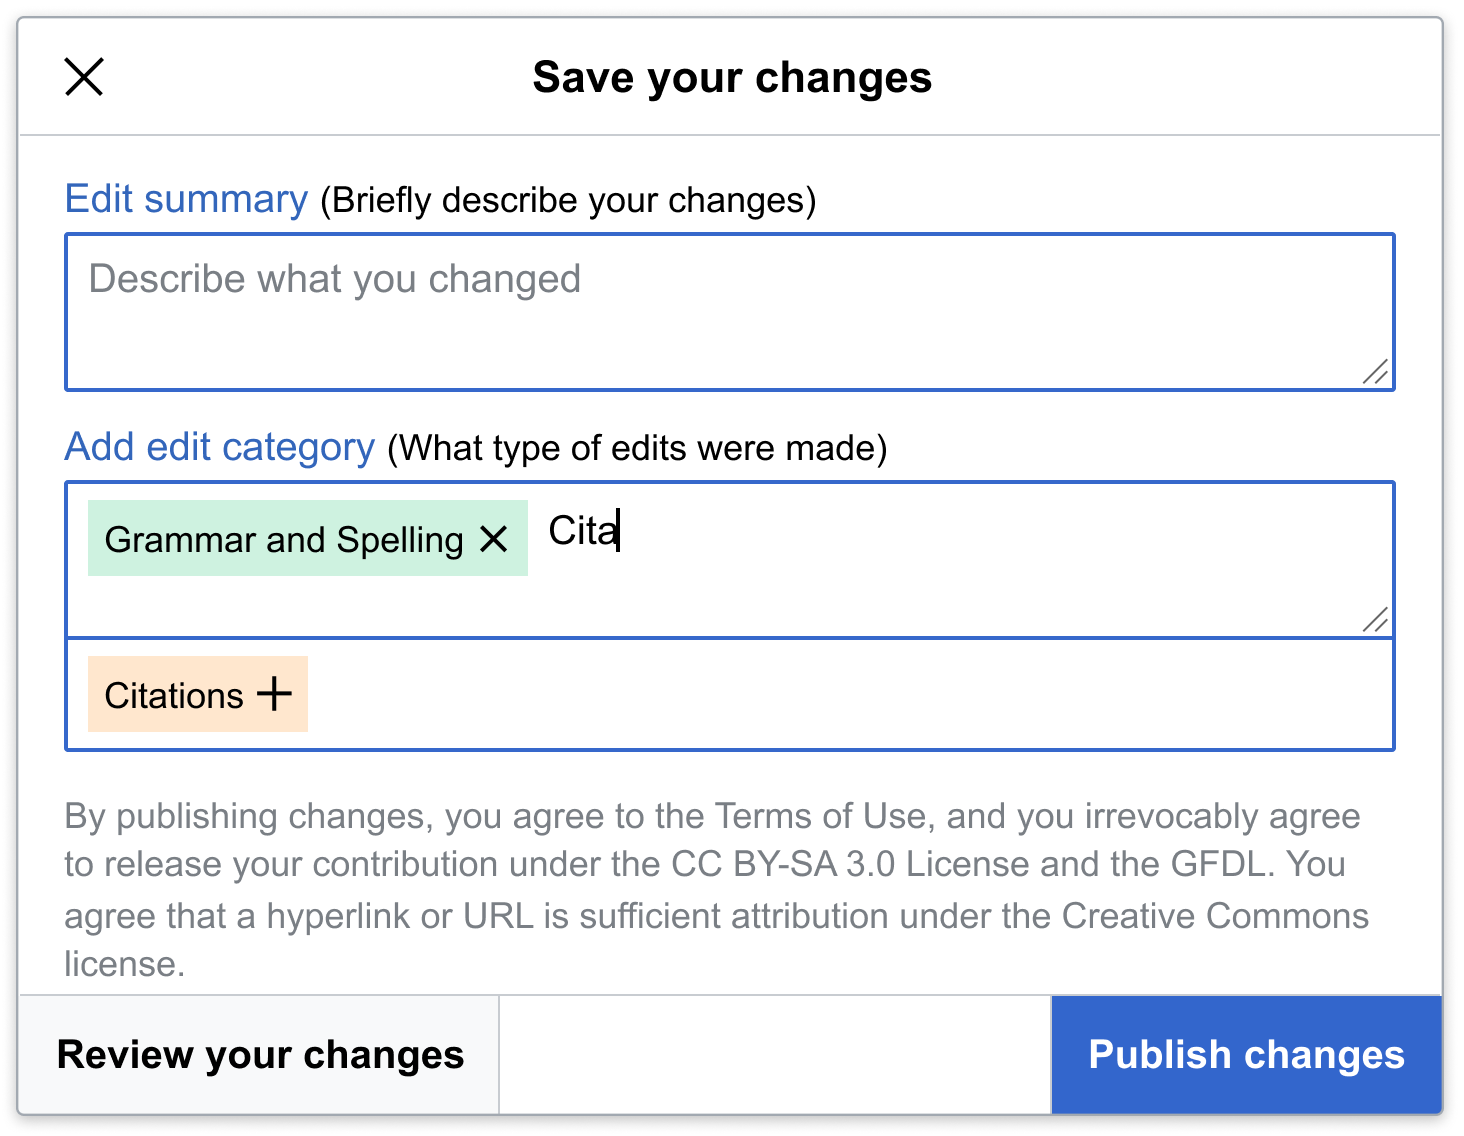 Save your changes
Edit summary (Briefly describe your changes)
Describe what you changed
Add edit category (What type of edits were made)
Grammar and Spelling Cita
Citations
By publishing changes, you agree to the Terms of Use, and you irrevocably agree
to release your contribution under the CC BY-SA 3.0 License and the GFDL. You
agree that a hyperlink or URL is sufficient attribution under the Creative Commons
license.
Review your changes Publish changes